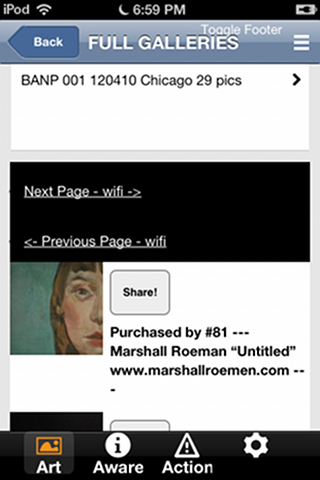 iPod 6:59 PM
Toggle Footer
Back FULL GALLERIES
BANP 001 120410 Chicago 29 pics
Next Page - wifi ->
<- Previous Page - wifi
Share!
Purchased by #81 ---
Marshall Roeman “Untitled”
www.marshallroemen.com --
-
Art Aware Action